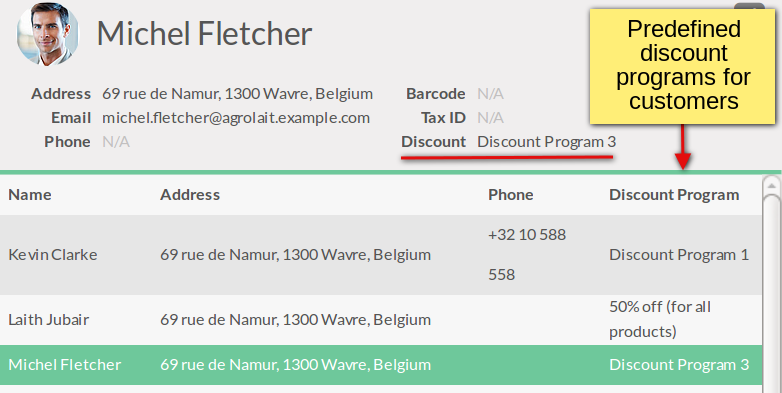 Michel Fletcher
Predefined
discount
programs for
customers
Address 69 rue de Namur, 1300 Wavre, Belgium Barcode N/A
Email michel.fletcher@agrolait.example.com Tax ID N/A
Phone N/A Discount Discount Program 3
Name Address Phone Discount Program
Kevin Clarke 69 rue de Namur, 1300 Wavre, Belgium +32 10 588
558 Discount Program 1
Laith Jubair 69 rue de Namur, 1300 Wavre, Belgium 50% off (for all
products)
Michel Fletcher 69 rue de Namur, 1300 Wavre, Belgium Discount Program 3